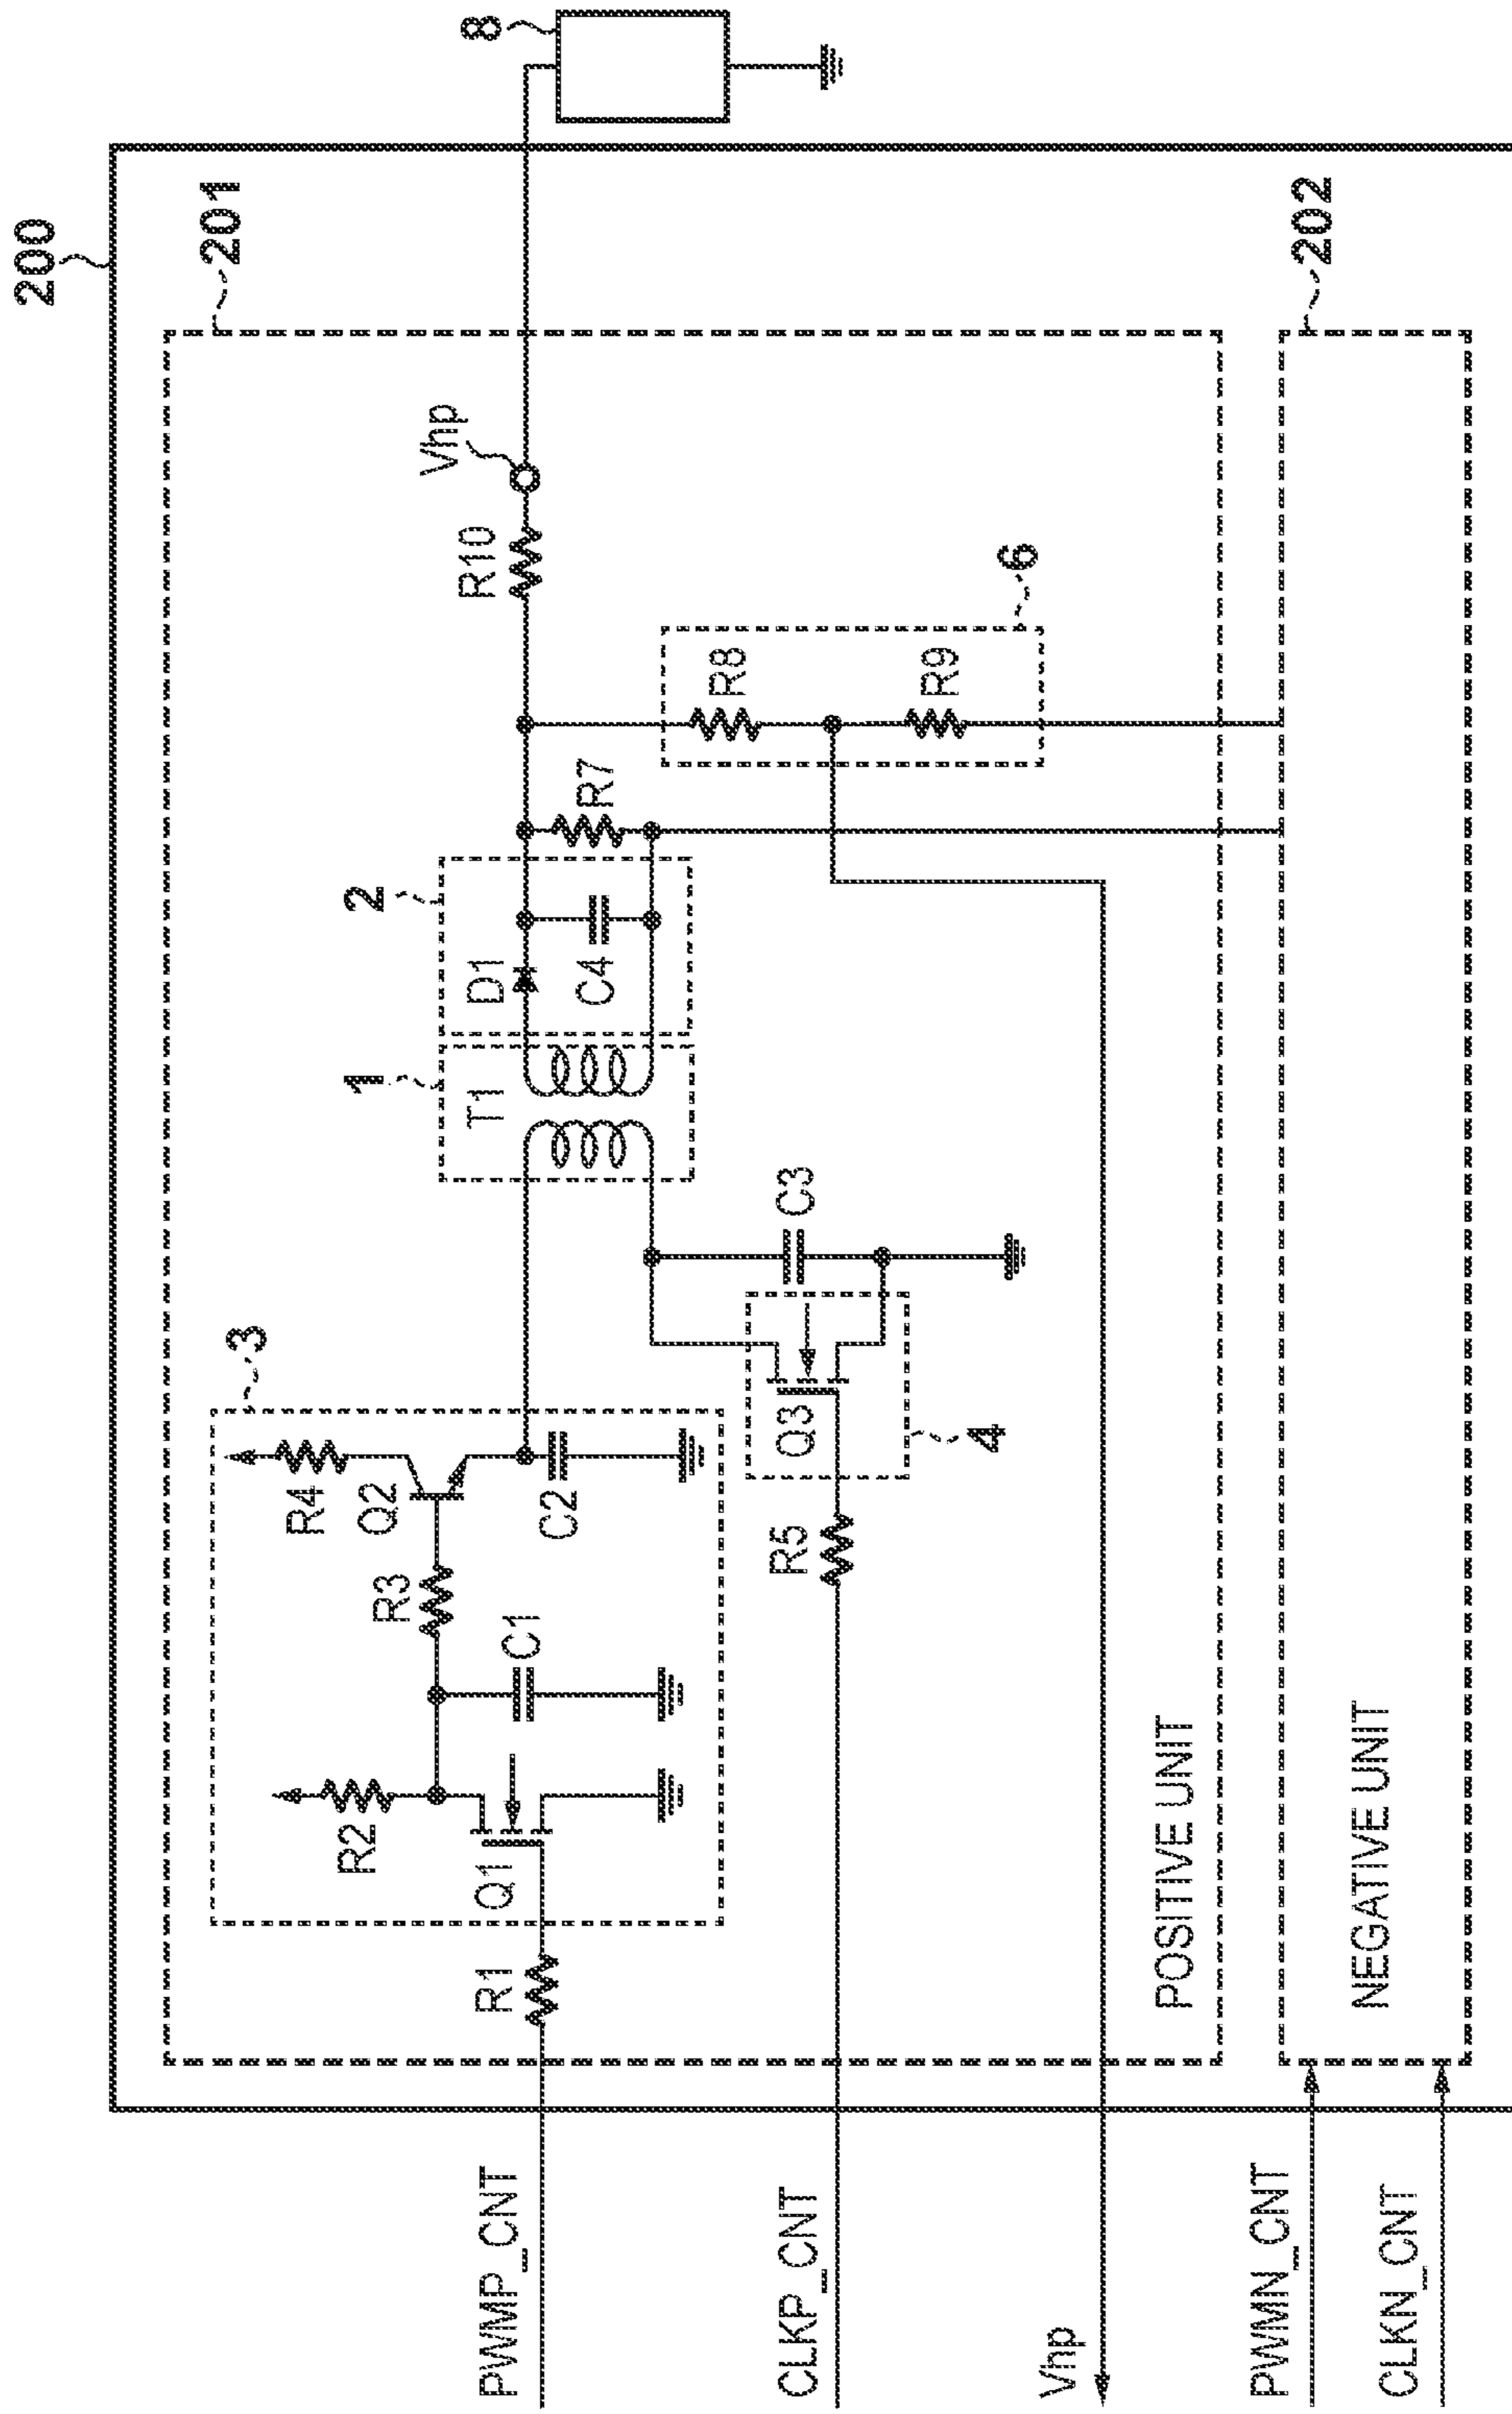 200
201
8
3
R4
Q2
R2
R3
C1
C2
Q1
R1
PWMP_CNT
1
T1
2
D1
C4
R7
R10
Vhp
6
R8
R9
C3
Q3
4
R5
CLKP_CNT
Vhp
POSITIVE UNIT
202
NEGATIVE UNIT
PWMN_CNT
CLKN_CNT